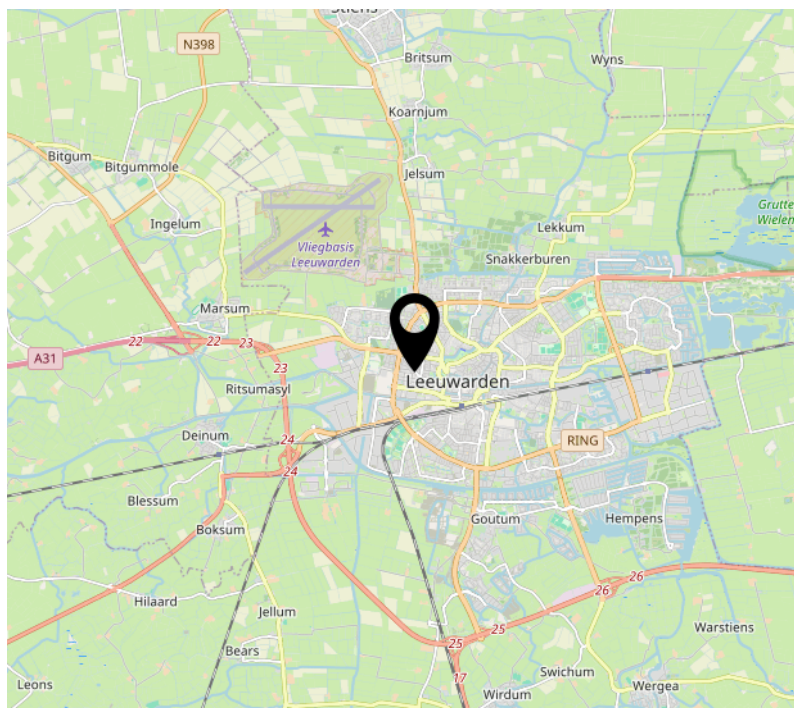 Stiens
N398
Britsum
Wyns
Koarnjum
Bitgum
Bitgummole
Jelsum
Grutte
Wielen
Ingelum
Lekkum
Vliegbasis
Leeuwarden
Snakkerburen
Marsum
22
22
23
A31
23
Leeuwarden
Ritsumasyl
Deinum
24
RING
24
Blessum
Goutum
Hempens
Boksum
26
26
Hilaard
Jellum
25
25
Warstiens
Bears
Swichum
17
Leons
Wirdum
Wergea